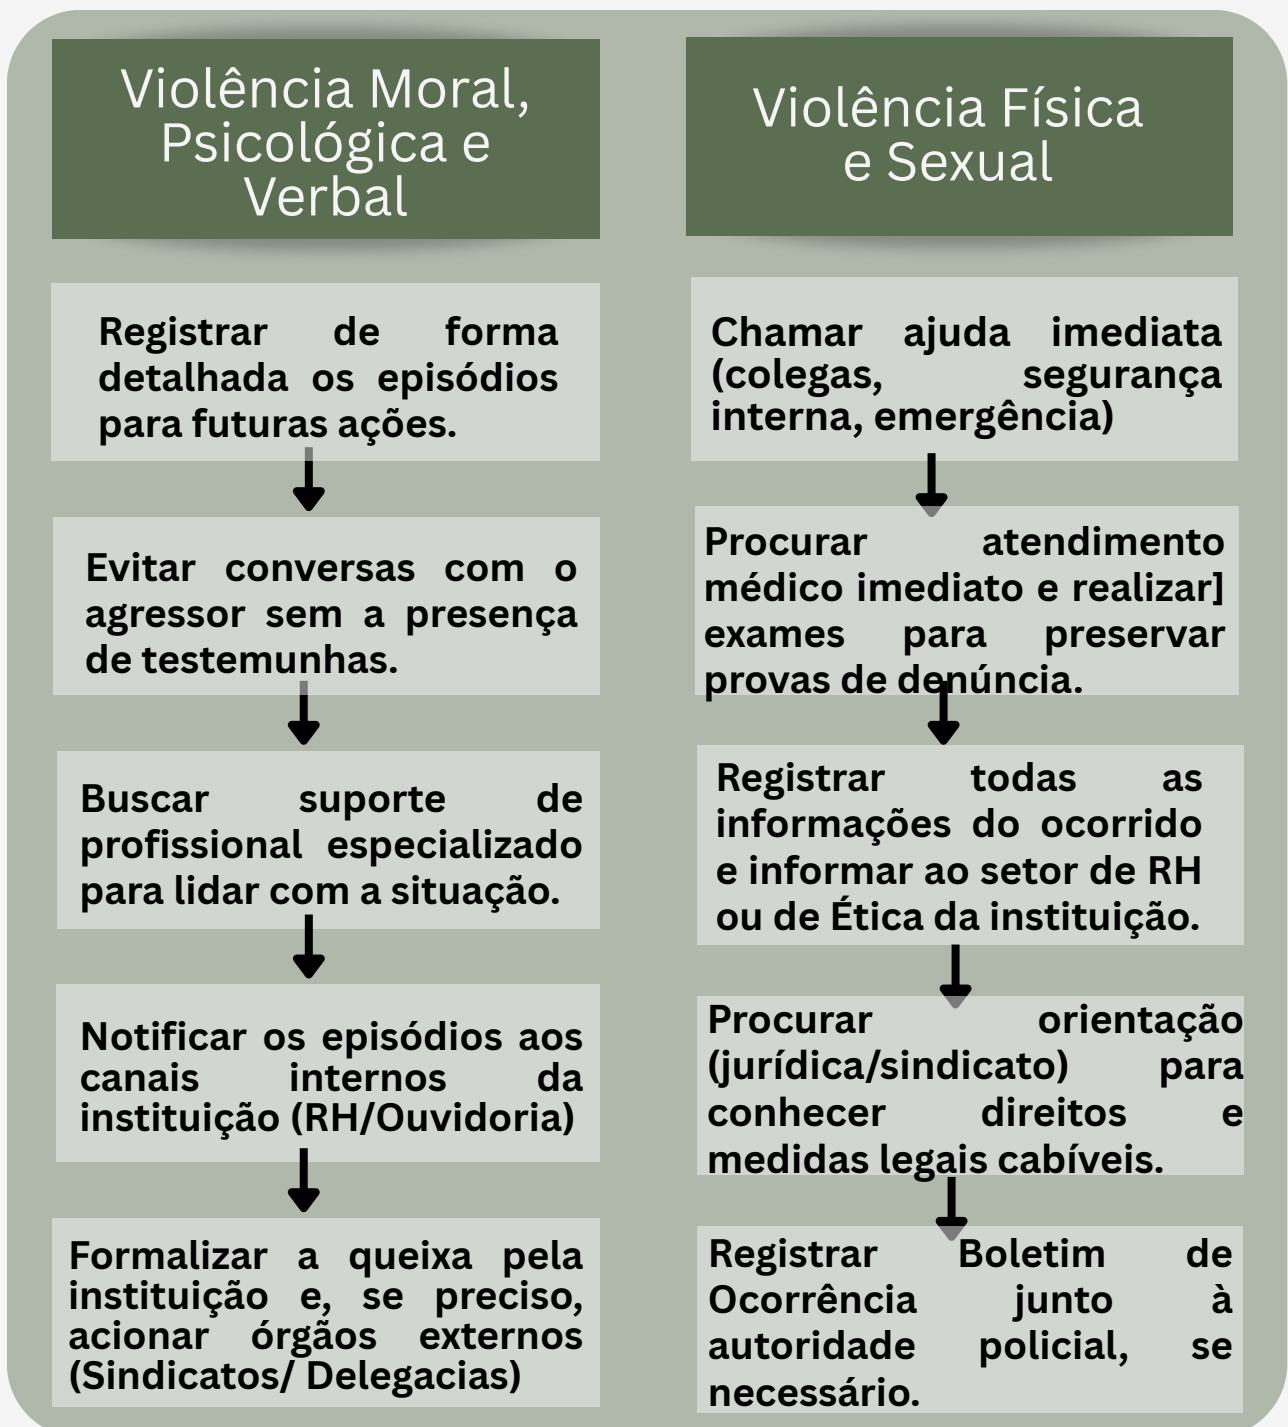 Violência Moral,
Psicológica e
Verbal
Registrar de forma
detalhada os episódios
para futuras ações.
Evitar conversas com o
agressor sem a presença
de testemunhas.
Buscar suporte de
profissional especializado
para lidar com a situação.
Notificar os episódios aos
canais internos da
instituição (RH/Ouvidoria)
Formalizar a queixa pela
instituição e, se preciso,
acionar órgãos externos
(Sindicatos/ Delegacias)
Violência Física
e Sexual
Chamar ajuda imediata
(colegas, segurança
interna, emergência)
Procurar atendimento
médico imediato e realizar]
exames para preservar
provas de denúncia.
Registrar todas as
informações do ocorrido
e informar ao setor de RH
ou de Ética da instituição.
Procurar orientação
(jurídica/sindicato) para
conhecer direitos e
medidas legais cabíveis.
Registrar Boletim de
Ocorrência junto à
autoridade policial, se
necessário.